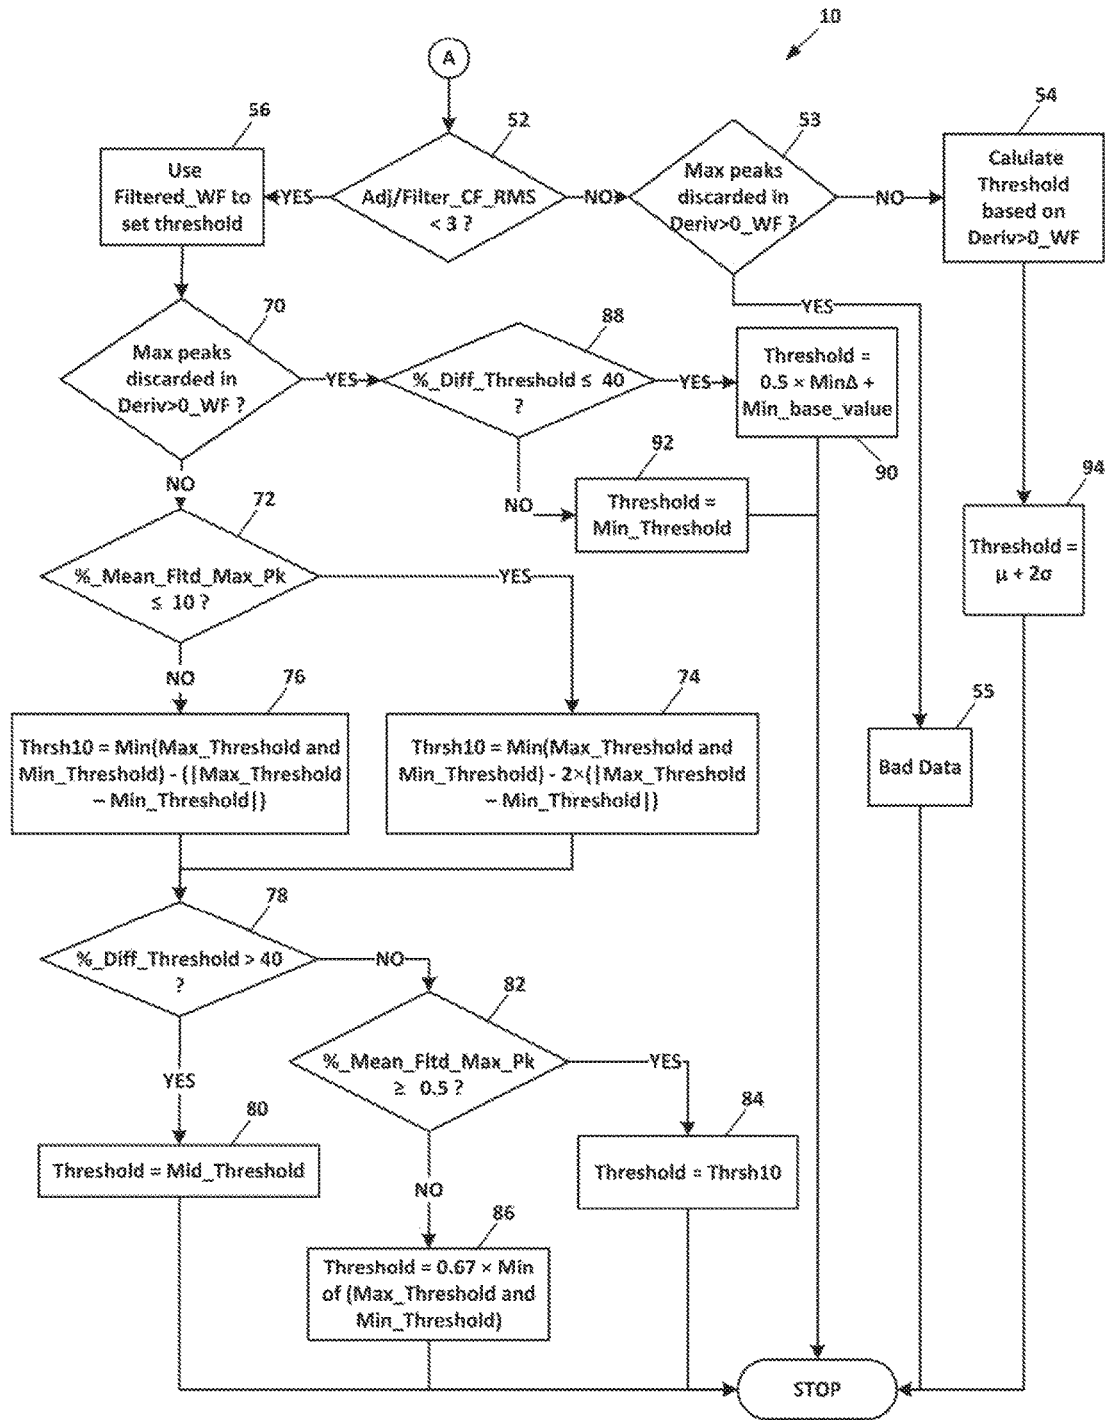 10
A
56
52
53
54
Use
Filtered_WF to
set threshold
YES
Adj/Filter_CF_RMS
< 3 ?
NO
Max peaks
discarded in
Deriv>0_WF ?
NO
Calulate
Threshold
based on
Deriv>0_WF
YES
70
Max peaks
discarded in
Deriv>0_WF ?
YES
88
%_Diff_Threshold ≤ 40
?
YES
Threshold =
0.5 × MinΔ +
Min_base_value
90
NO
92
Threshold =
Min_Threshold
NO
94
Threshold =
μ + 2σ
72
%_Mean_Fltd_Max_Pk
≤ 10 ?
YES
NO
76
Thrsh10 = Min(Max_Threshold and
Min_Threshold) - (|Max_Threshold
– Min_Threshold|)
74
Thrsh10 = Min(Max_Threshold and
Min_Threshold) - 2×(|Max_Threshold
– Min_Threshold|)
55
Bad Data
78
%_Diff_Threshold > 40
?
NO
82
%_Mean_Fltd_Max_Pk
≥ 0.5 ?
YES
YES
80
Threshold = Mid_Threshold
84
Threshold = Thrsh10
NO
86
Threshold = 0.67 × Min
of (Max_Threshold and
Min_Threshold)
STOP